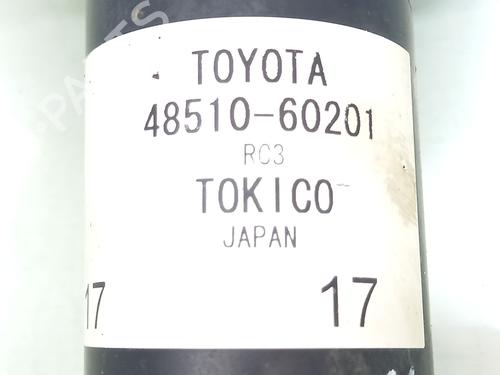 TOYOTA
48510-60201
RC3
TOKICO
JAPAN
17 17